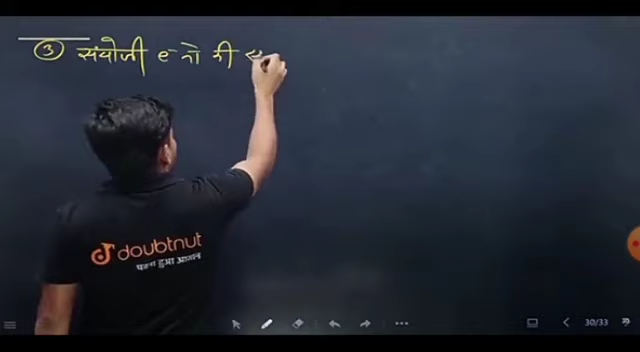 ③ संयोजी e⁻ नो की
doubtnut
पढ़ना हुआ आसान
30/33